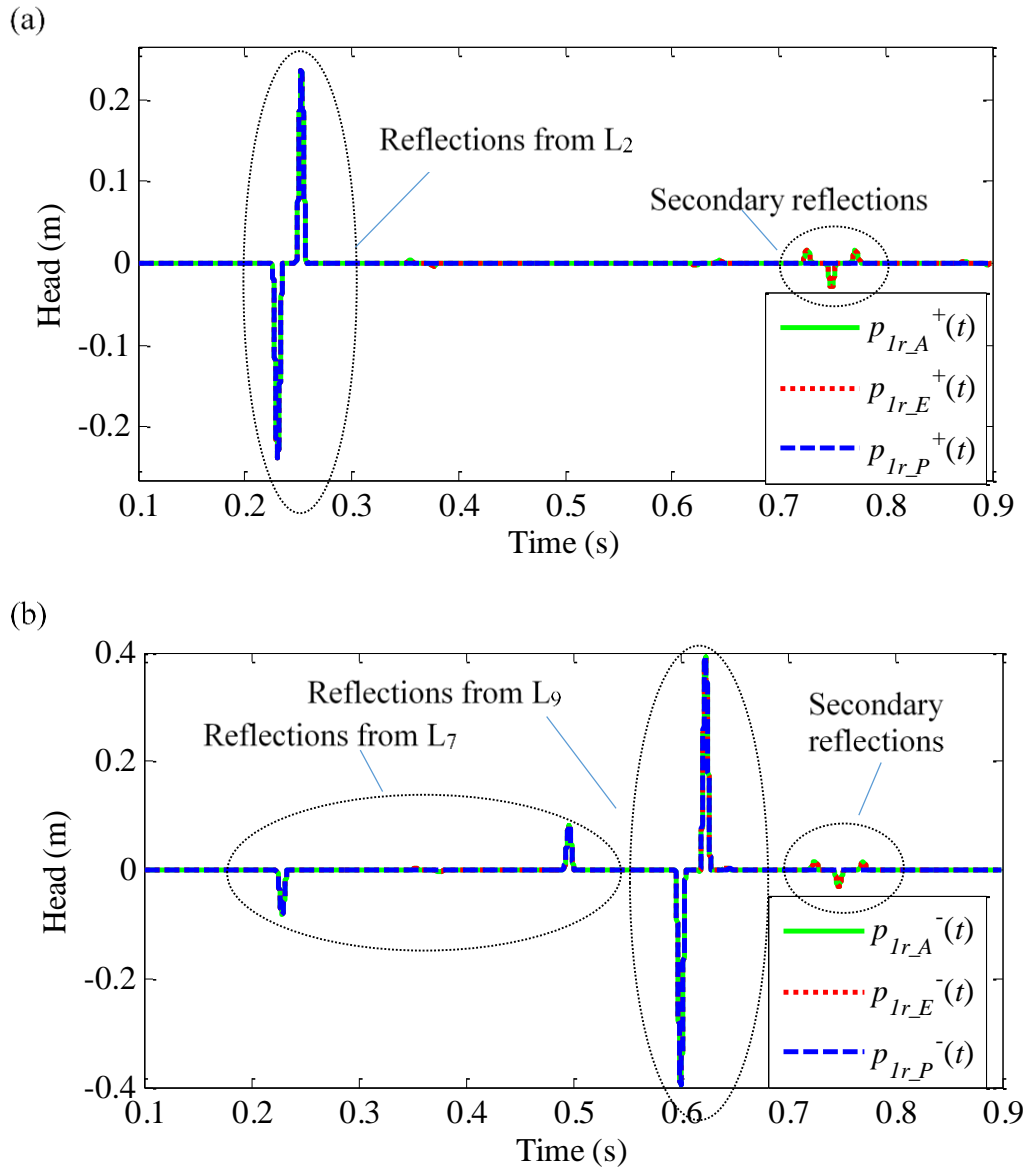 (a)
0.2
0.1
0
-0.1
-0.2
Head (m)
Reflections from L₂
Secondary reflections
p₁ᵣ_A⁺(t)
p₁ᵣ_E⁺(t)
p₁ᵣ_P⁺(t)
0.1 0.2 0.3 0.4 0.5 0.6 0.7 0.8 0.9
Time (s)
(b)
0.4
0.2
0
-0.2
-0.4
Head (m)
Reflections from L₉
Reflections from L₇
Secondary
reflections
p₁ᵣ_A⁻(t)
p₁ᵣ_E⁻(t)
p₁ᵣ_P⁻(t)
0.1 0.2 0.3 0.4 0.5 0.6 0.7 0.8 0.9
Time (s)